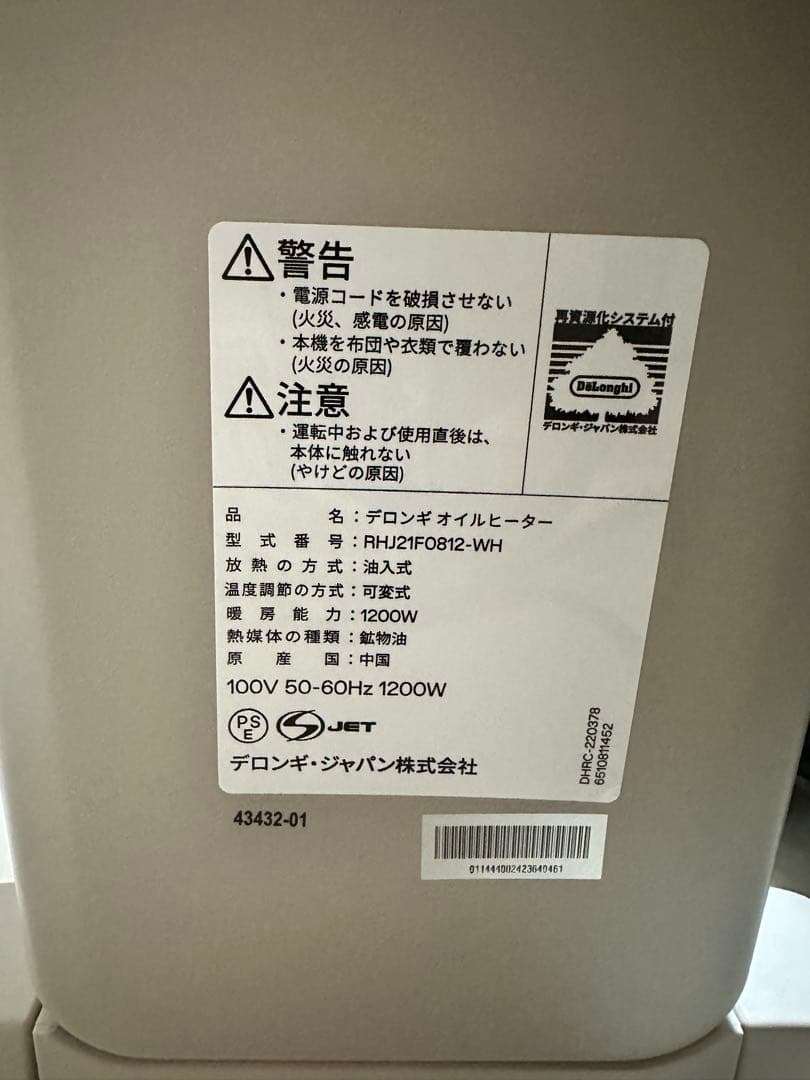 警告
・電源コードを破損させない
(火災、感電の原因)
・本機を布団や衣類で覆わない
(火災の原因)
注意
・運転中および使用直後は、
本体に触れない
(やけどの原因)
再資源化システム付
DeLonghi
デロンギ・ジャパン株式会社
品名：デロンギ オイルヒーター
型式番号：RHJ21F0812-WH
放熱の方式：油入式
温度調節の方式：可変式
暖房能力：1200W
熱媒体の種類：鉱物油
原産国：中国
100V 50-60Hz 1200W
PSE
JET
デロンギ・ジャパン株式会社
DHRC-220378
6510811452
43432-01
011444002423640461